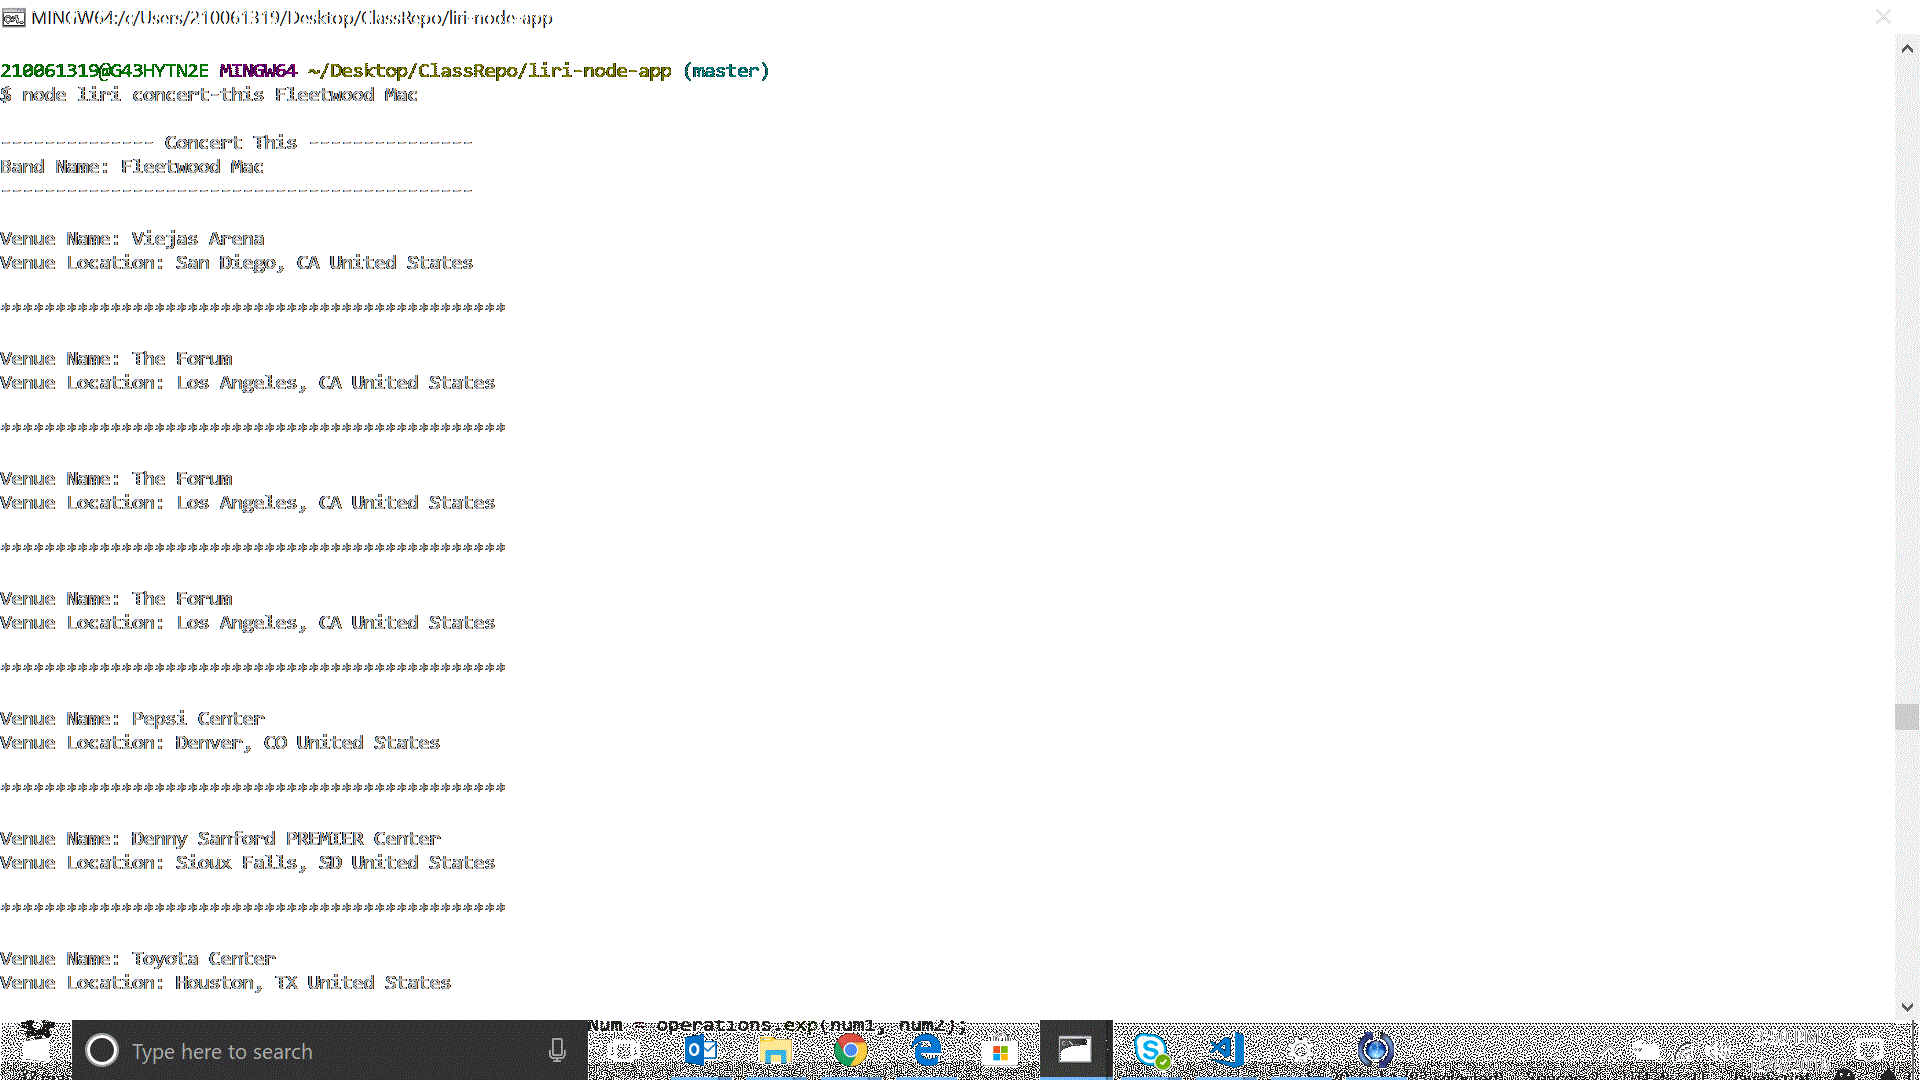 MINGW64:/c/Users/210061319/Desktop/ClassRepo/liri-node-app
210061319@G43HYTN2E MINGW64 ~/Desktop/ClassRepo/liri-node-app (master)
$ node liri concert-this Fleetwood Mac
-------------- Concert This ---------------
Band Name: Fleetwood Mac
-------------------------------------------
Venue Name: Viejas Arena
Venue Location: San Diego, CA United States
**********************************************
Venue Name: The Forum
Venue Location: Los Angeles, CA United States
**********************************************
Venue Name: The Forum
Venue Location: Los Angeles, CA United States
**********************************************
Venue Name: The Forum
Venue Location: Los Angeles, CA United States
**********************************************
Venue Name: Pepsi Center
Venue Location: Denver, CO United States
**********************************************
Venue Name: Denny Sanford PREMIER Center
Venue Location: Sioux Falls, SD United States
**********************************************
Venue Name: Toyota Center
Venue Location: Houston, TX United States
Num = operations.exp(num1, num2);
Type here to search